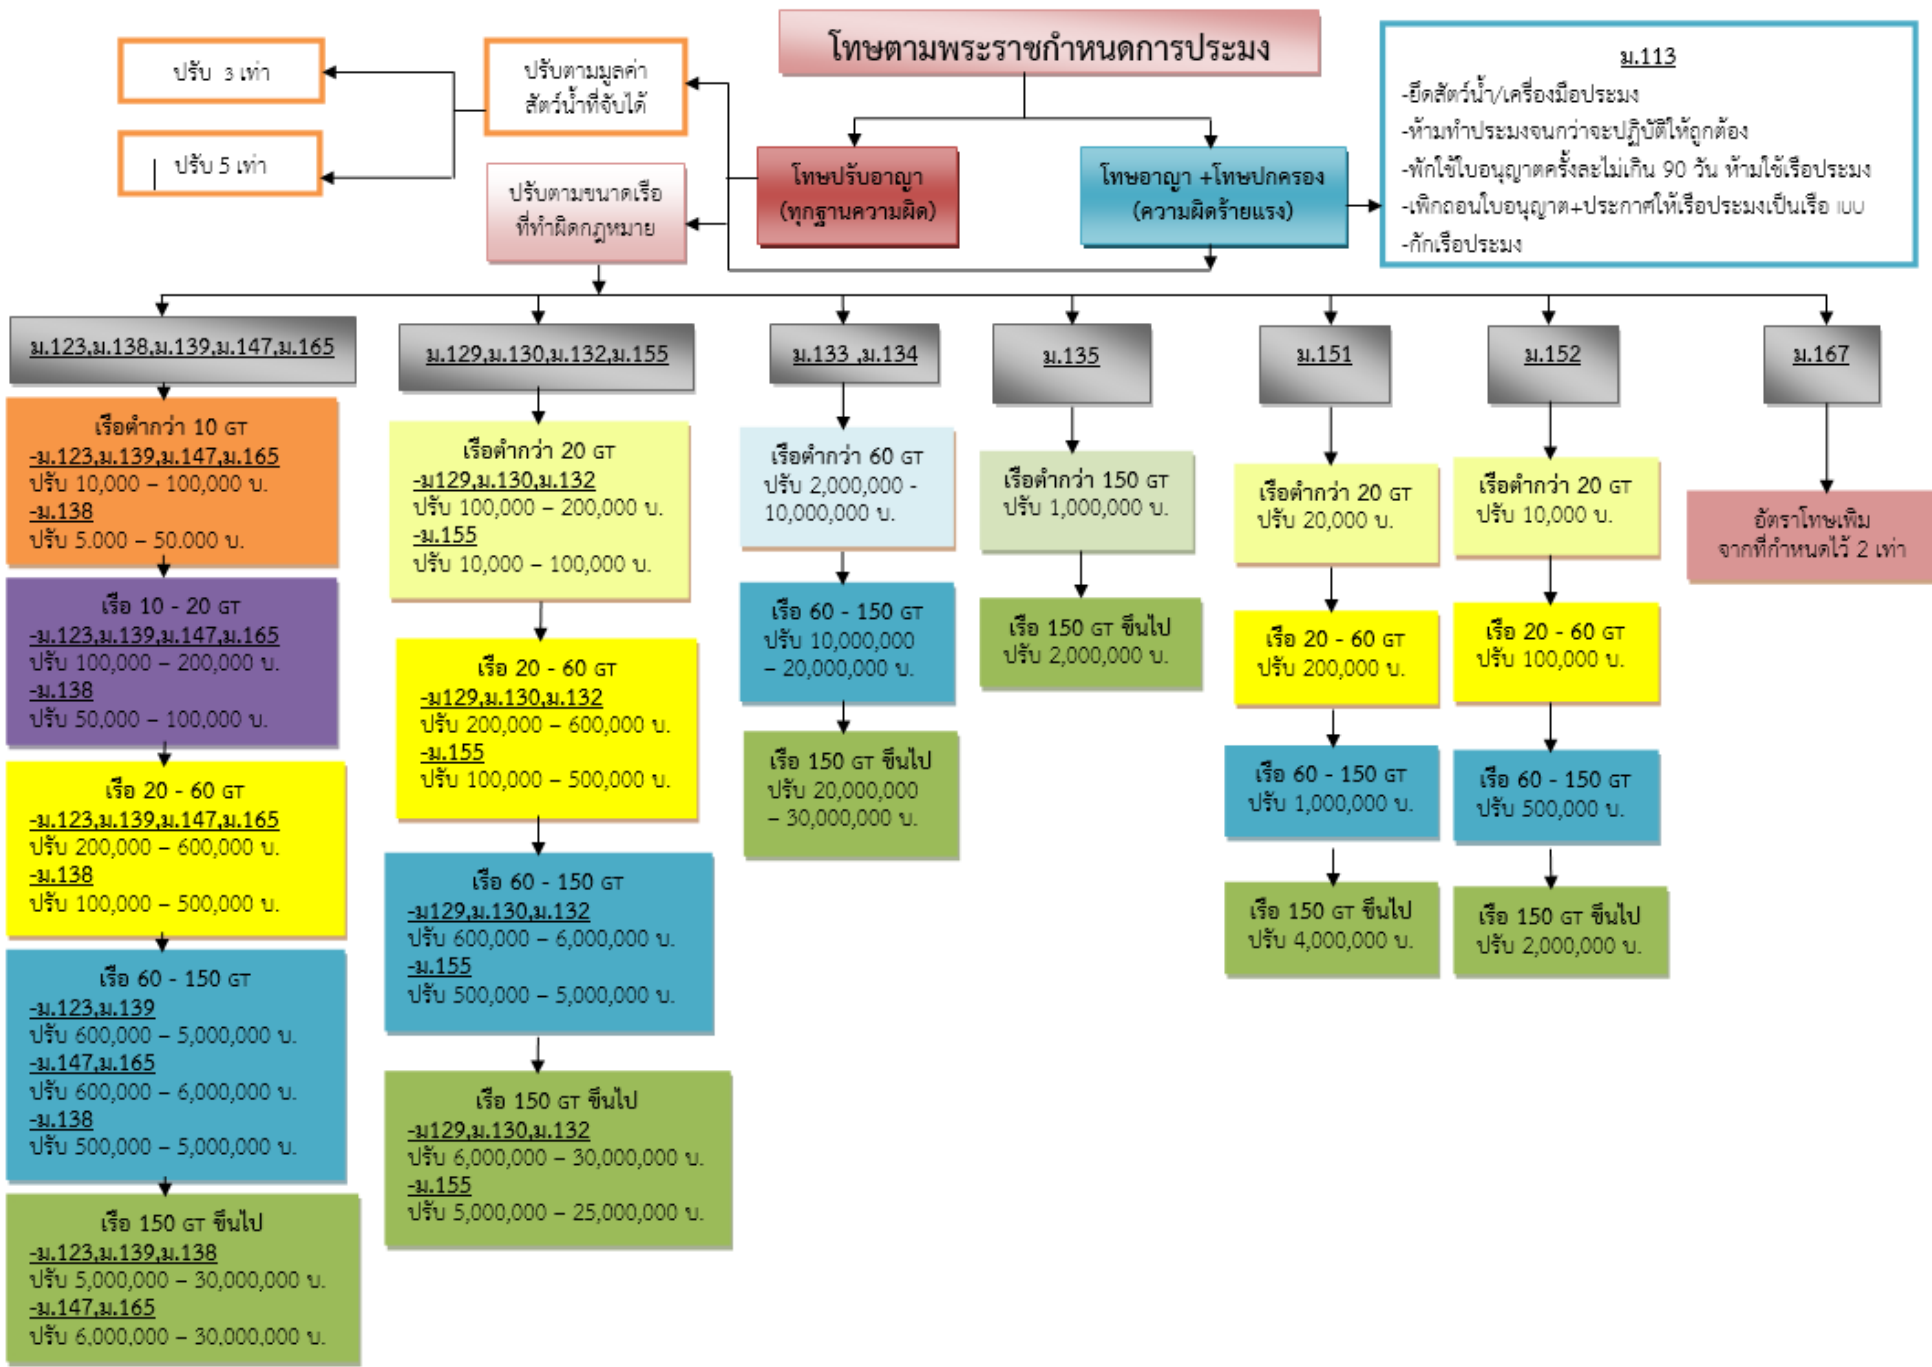 โทษตามพระราชกำหนดการประมง
ปรับ 3 เท่า
ปรับ 5 เท่า
ปรับตามมูลค่า
สัตว์น้ำที่จับได้
ปรับตามขนาดเรือ
ที่ทำผิดกฎหมาย
โทษปรับอาญา
(ทุกฐานความผิด)
โทษอาญา +โทษปกครอง
(ความผิดร้ายแรง)
ม.113
-ยึดสัตว์น้ำ/เครื่องมือประมง
-ห้ามทำประมงจนกว่าจะปฏิบัติให้ถูกต้อง
-พักใช้ใบอนุญาตครั้งละไม่เกิน 90 วัน ห้ามใช้เรือประมง
-เพิกถอนใบอนุญาต+ประกาศให้เรือประมงเป็นเรือ IUU
-กักเรือประมง
ม.123,ม.138,ม.139,ม.147,ม.165
เรือต่ำกว่า 10 GT
-ม.123,ม.139,ม.147,ม.165
ปรับ 10,000 – 100,000 บ.
-ม.138
ปรับ 5.000 – 50.000 บ.
เรือ 10 - 20 GT
-ม.123,ม.139,ม.147,ม.165
ปรับ 100,000 – 200,000 บ.
-ม.138
ปรับ 50,000 – 100,000 บ.
เรือ 20 - 60 GT
-ม.123,ม.139,ม.147,ม.165
ปรับ 200,000 – 600,000 บ.
-ม.138
ปรับ 100,000 – 500,000 บ.
เรือ 60 - 150 GT
-ม.123,ม.139
ปรับ 600,000 – 5,000,000 บ.
-ม.147,ม.165
ปรับ 600,000 – 6,000,000 บ.
-ม.138
ปรับ 500,000 – 5,000,000 บ.
เรือ 150 GT ขึ้นไป
-ม.123,ม.139,ม.138
ปรับ 5,000,000 – 30,000,000 บ.
-ม.147,ม.165
ปรับ 6,000,000 – 30,000,000 บ.
ม.129,ม.130,ม.132,ม.155
เรือต่ำกว่า 20 GT
-ม129,ม.130,ม.132
ปรับ 100,000 – 200,000 บ.
-ม.155
ปรับ 10,000 – 100,000 บ.
เรือ 20 - 60 GT
-ม129,ม.130,ม.132
ปรับ 200,000 – 600,000 บ.
-ม.155
ปรับ 100,000 – 500,000 บ.
เรือ 60 - 150 GT
-ม129,ม.130,ม.132
ปรับ 600,000 – 6,000,000 บ.
-ม.155
ปรับ 500,000 – 5,000,000 บ.
เรือ 150 GT ขึ้นไป
-ม129,ม.130,ม.132
ปรับ 6,000,000 – 30,000,000 บ.
-ม.155
ปรับ 5,000,000 – 25,000,000 บ.
ม.133 ,ม.134
เรือต่ำกว่า 60 GT
ปรับ 2,000,000 -
10,000,000 บ.
เรือ 60 - 150 GT
ปรับ 10,000,000
– 20,000,000 บ.
เรือ 150 GT ขึ้นไป
ปรับ 20,000,000
– 30,000,000 บ.
ม.135
เรือต่ำกว่า 150 GT
ปรับ 1,000,000 บ.
เรือ 150 GT ขึ้นไป
ปรับ 2,000,000 บ.
ม.151
เรือต่ำกว่า 20 GT
ปรับ 20,000 บ.
เรือ 20 - 60 GT
ปรับ 200,000 บ.
เรือ 60 - 150 GT
ปรับ 1,000,000 บ.
เรือ 150 GT ขึ้นไป
ปรับ 4,000,000 บ.
ม.152
เรือต่ำกว่า 20 GT
ปรับ 10,000 บ.
เรือ 20 - 60 GT
ปรับ 100,000 บ.
เรือ 60 - 150 GT
ปรับ 500,000 บ.
เรือ 150 GT ขึ้นไป
ปรับ 2,000,000 บ.
ม.167
อัตราโทษเพิ่ม
จากที่กำหนดไว้ 2 เท่า